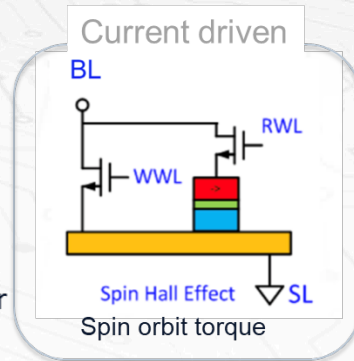 Current driven
BL
RWL
WWL
->
r
Spin Hall Effect SL
Spin orbit torque